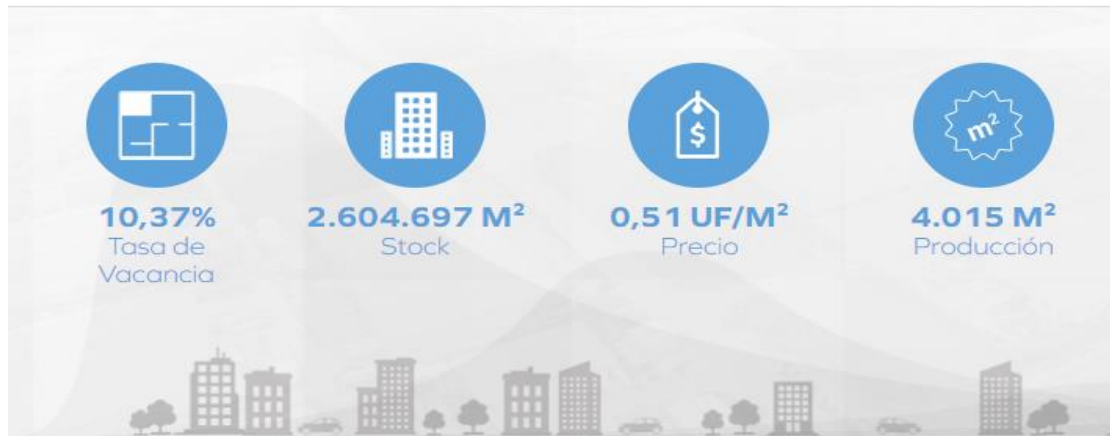 $
m²
10,37%
Tasa de
Vacancia
2.604.697 M²
Stock
0,51 UF/M²
Precio
4.015 M²
Producción